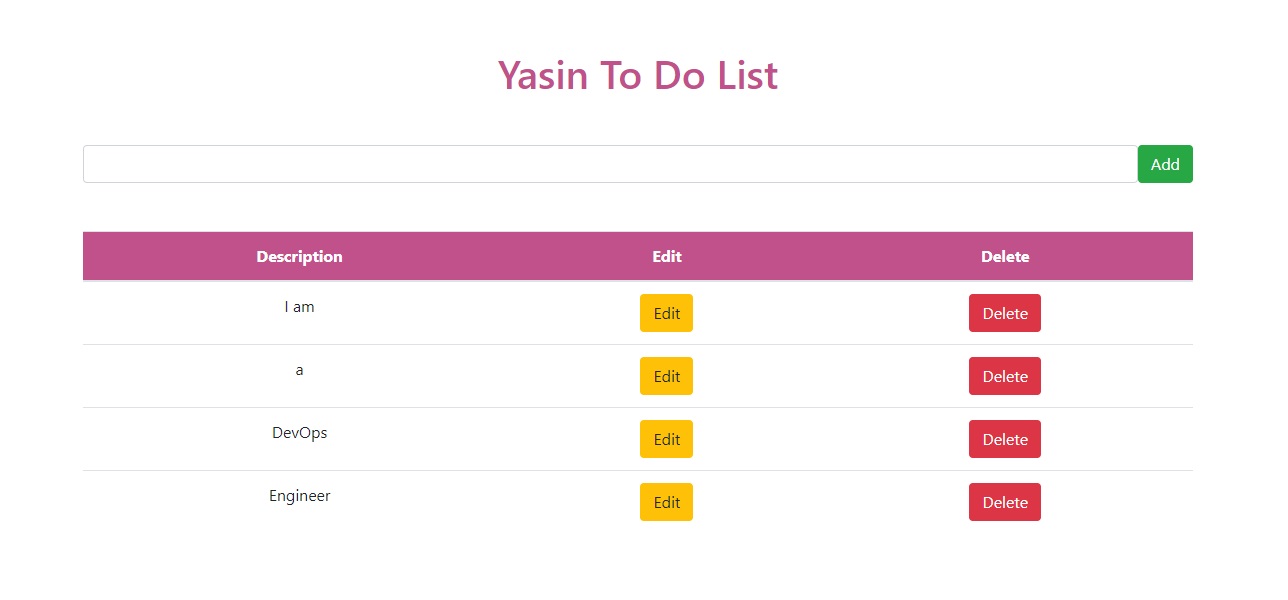 Yasin To Do List
Add
Description Edit Delete
I am Edit Delete
a Edit Delete
DevOps Edit Delete
Engineer Edit Delete